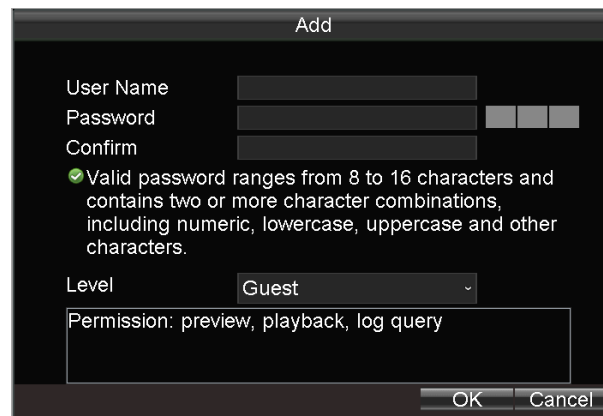 Add
User Name
Password
Confirm
Valid password ranges from 8 to 16 characters and
contains two or more character combinations,
including numeric, lowercase, uppercase and other
characters.
Level Guest
Permission: preview, playback, log query
OK Cancel